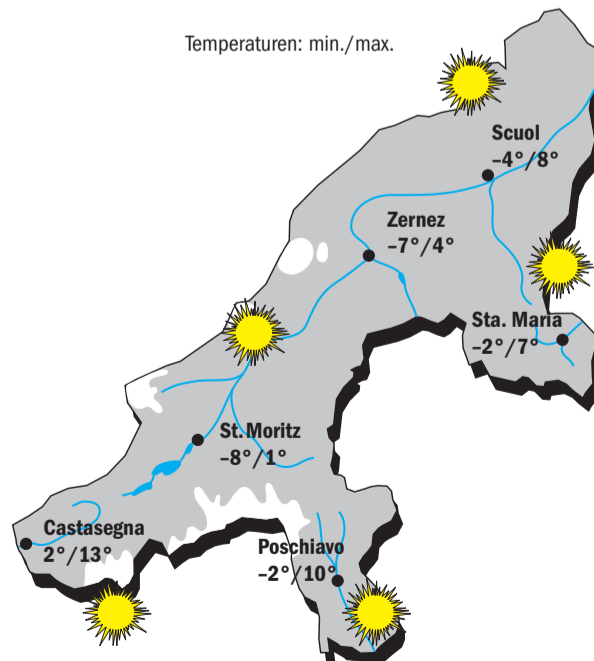 Temperaturen: min./max.
Scuol
–4°/8°
Zernez
–7°/4°
Sta. Maria
–2°/7°
St. Moritz
–8°/1°
Castasegna
2°/13°
Poschiavo
–2°/10°